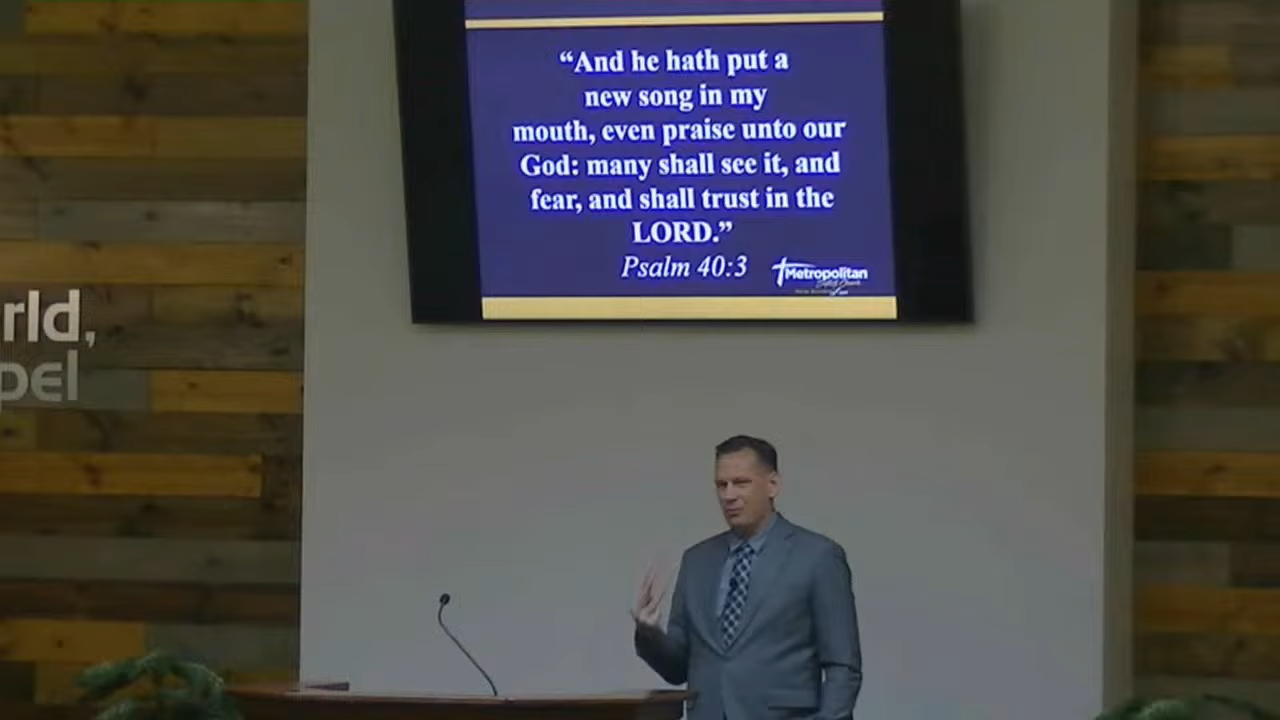 “And he hath put a
new song in my
mouth, even praise unto our
God: many shall see it, and
fear, and shall trust in the
LORD.”
Psalm 40:3
Metropolitan
rld,
pel